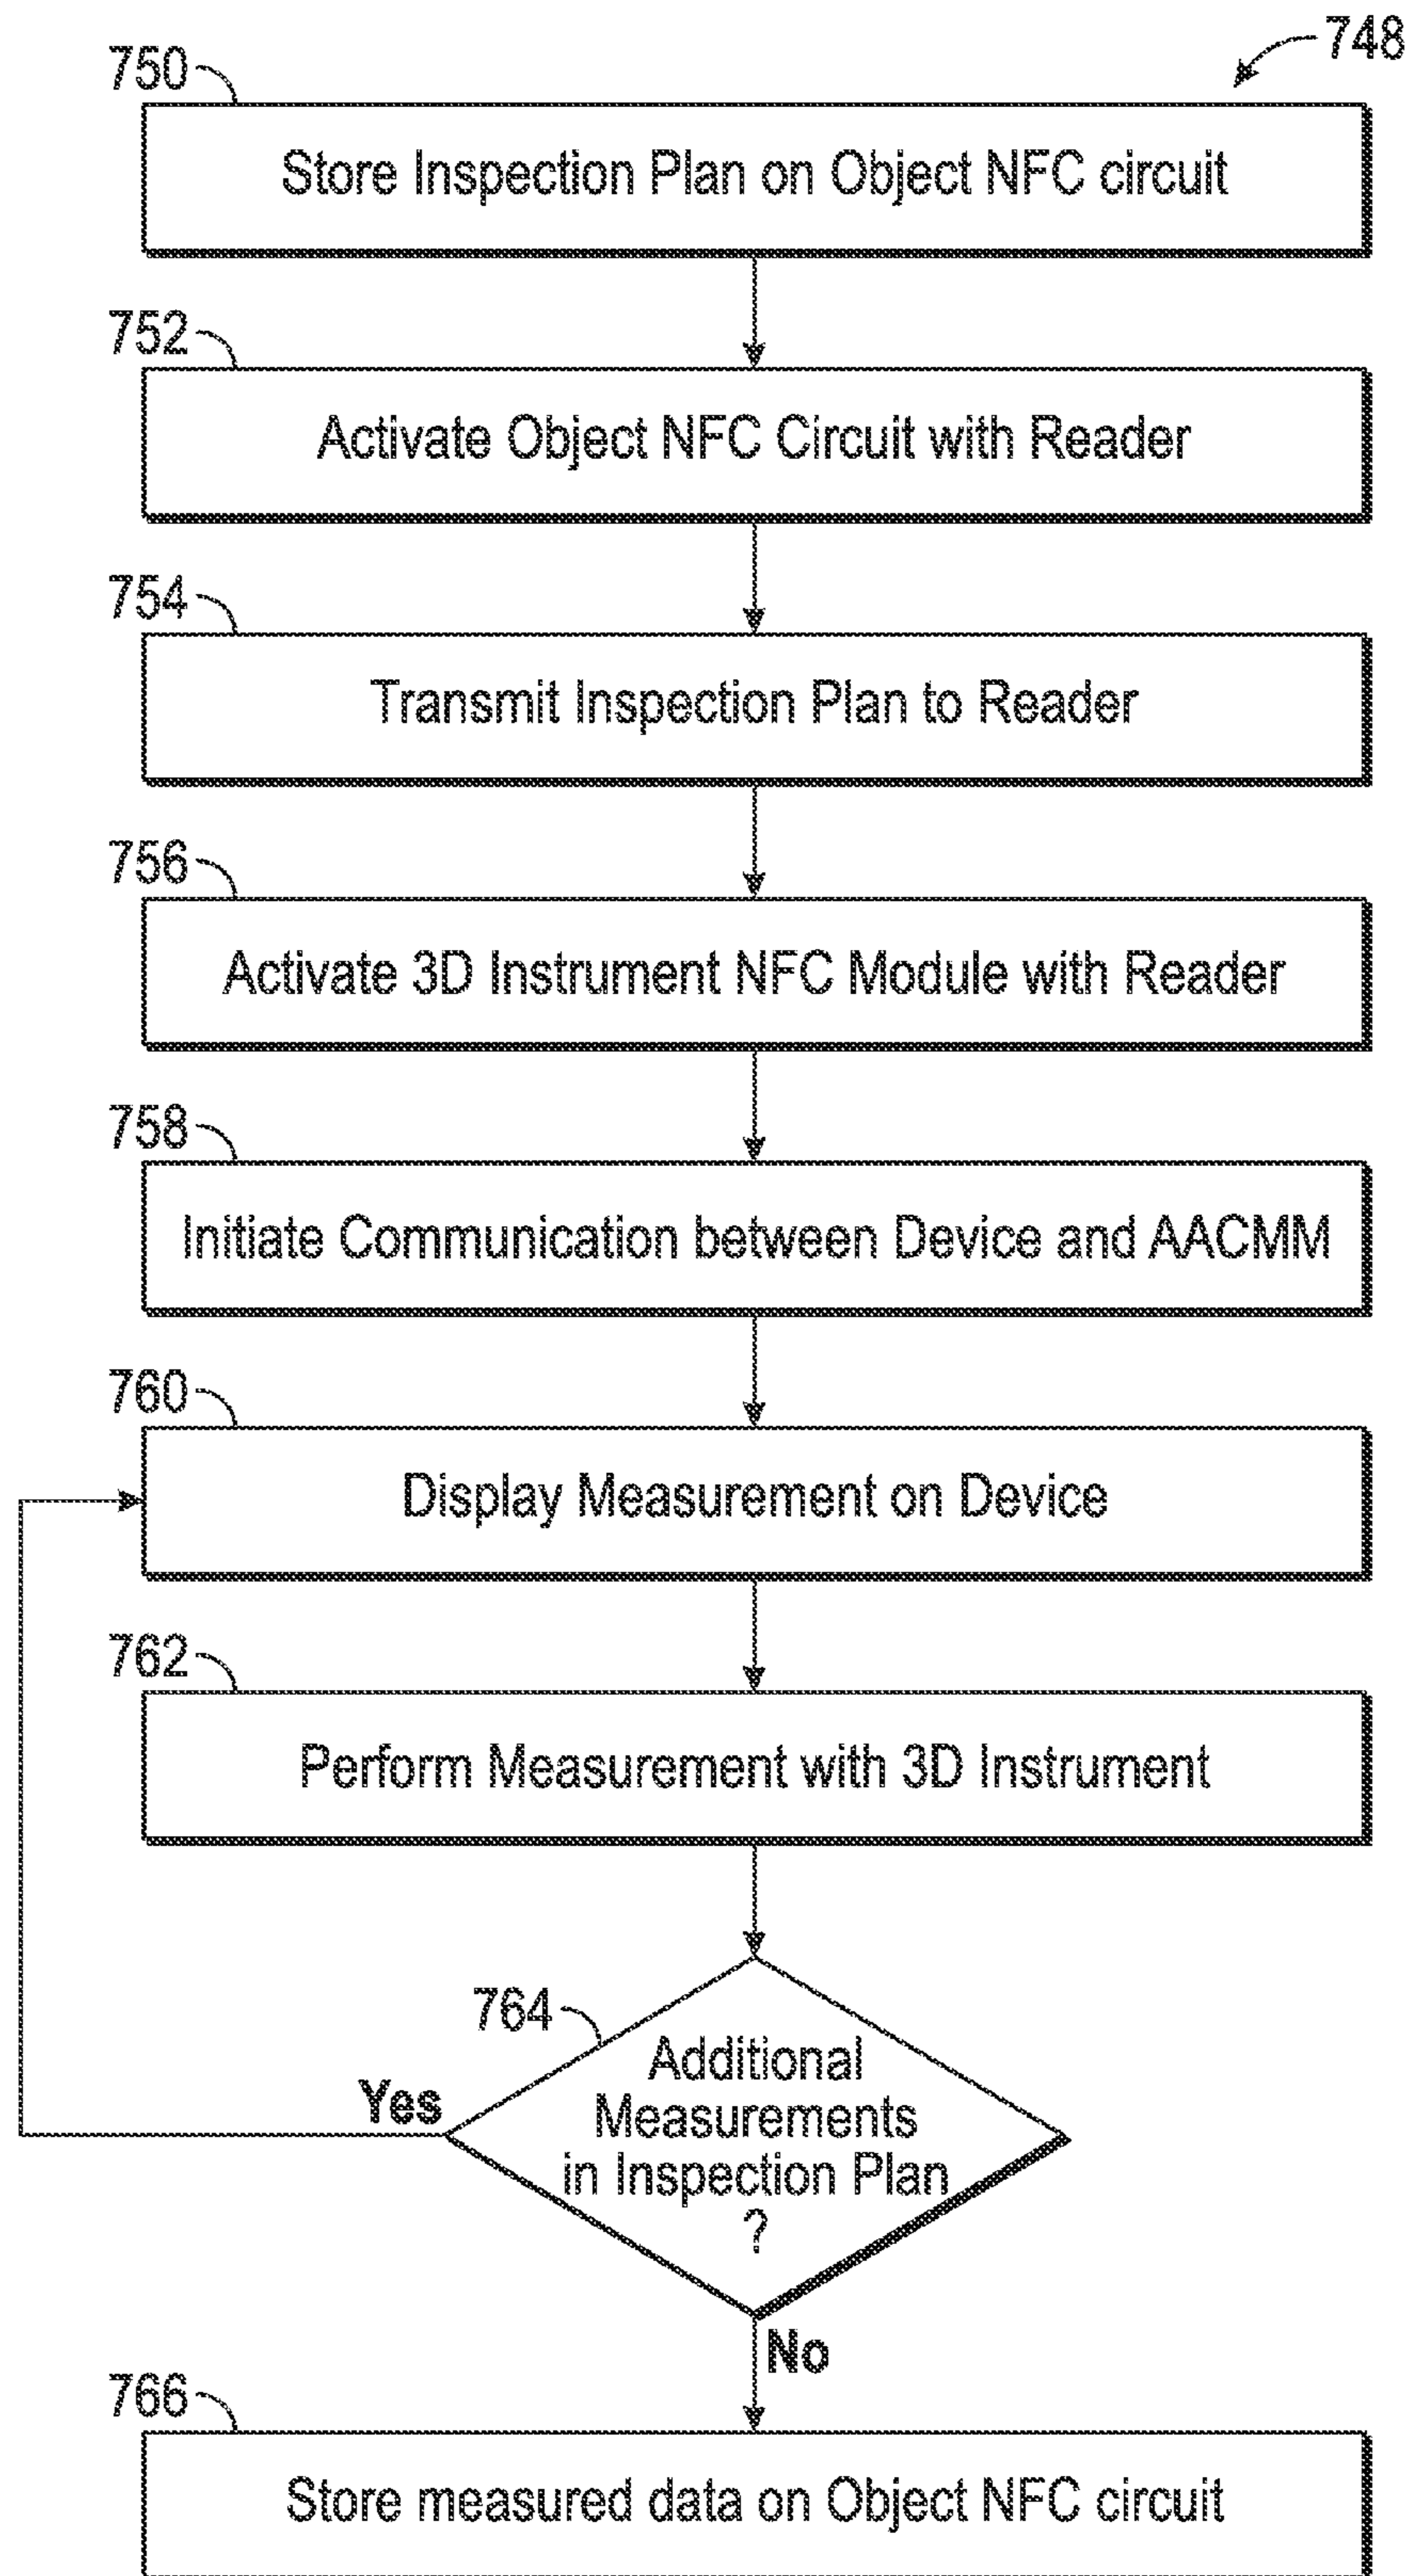 748
750
Store Inspection Plan on Object NFC circuit
752
Activate Object NFC Circuit with Reader
754
Transmit Inspection Plan to Reader
756
Activate 3D Instrument NFC Module with Reader
758
Initiate Communication between Device and AACMM
760
Display Measurement on Device
762
Perform Measurement with 3D Instrument
764
Additional
Measurements
in Inspection Plan
?
Yes
No
766
Store measured data on Object NFC circuit